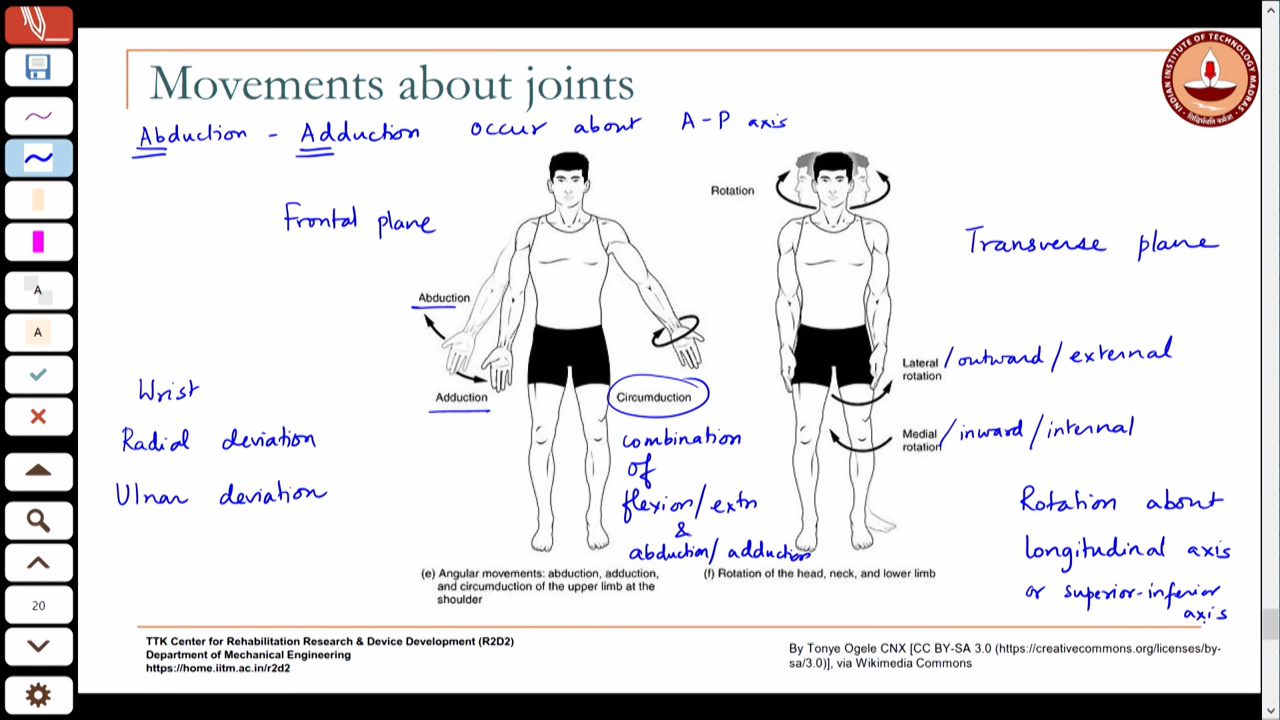 Movements about joints
Abduction - Adduction occur about A-P axis
Frontal plane
Abduction
Adduction
Circumduction
combination
of
flexion/extn
&
abduction/adduction
Wrist
Radial deviation
Ulnar deviation
(e) Angular movements: abduction, adduction,
and circumduction of the upper limb at the
shoulder
Rotation
Transverse plane
Lateral /outward/external
rotation
Medial /inward/internal
rotation
Rotation about
longitudinal axis
or superior-inferior
axis
(f) Rotation of the head, neck, and lower limb
TTK Center for Rehabilitation Research & Device Development (R2D2)
Department of Mechanical Engineering
https://home.iitm.ac.in/r2d2
By Tonye Ogele CNX [CC BY-SA 3.0 (https://creativecommons.org/licenses/by-
sa/3.0)], via Wikimedia Commons
INDIAN INSTITUTE OF TECHNOLOGY MADRAS
A
A
20